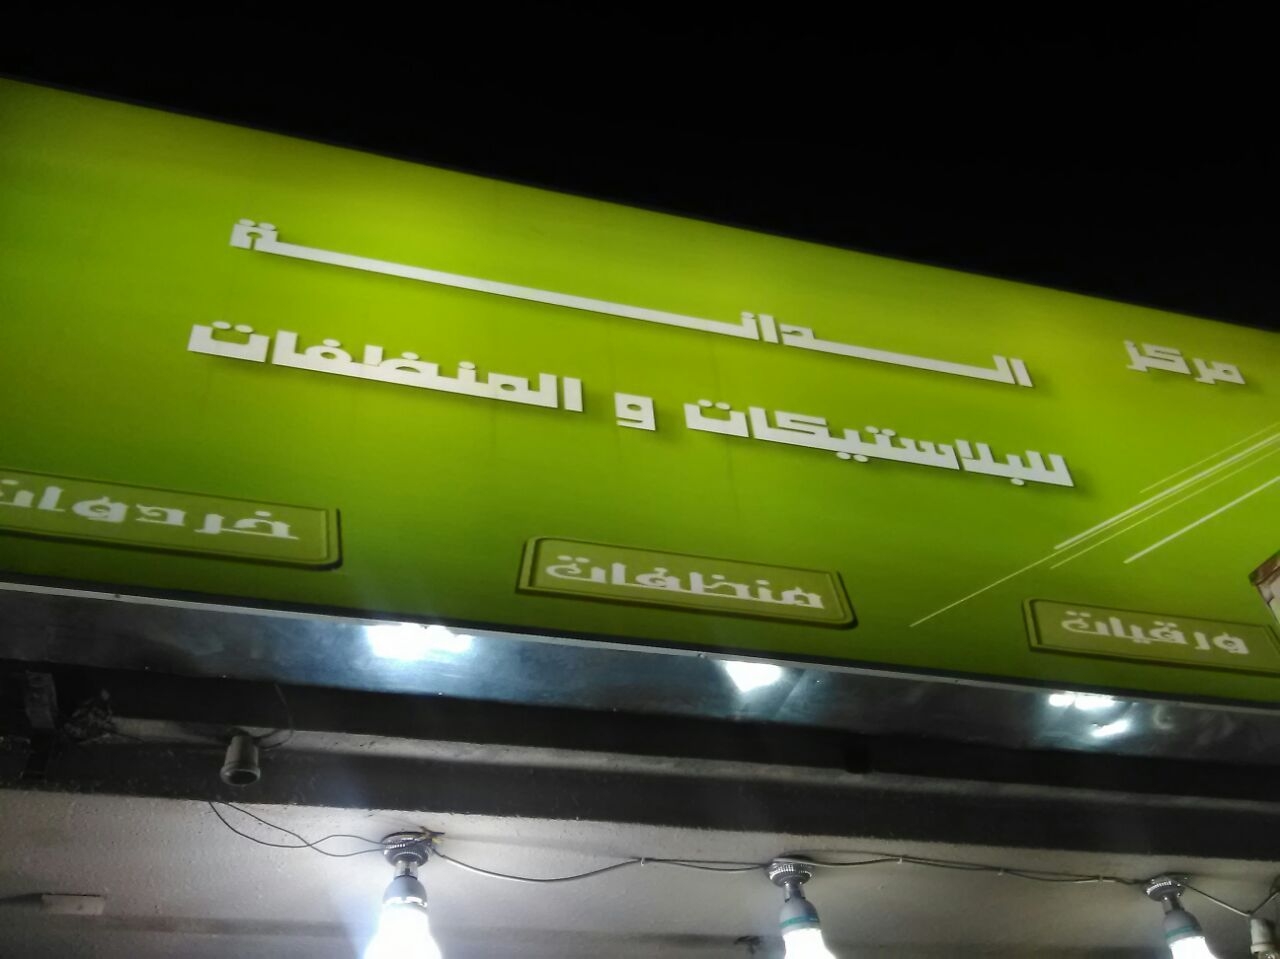 مركز الدانة
للبلاستيكات و المنظفات
ورقيات
منظفات
خردوات